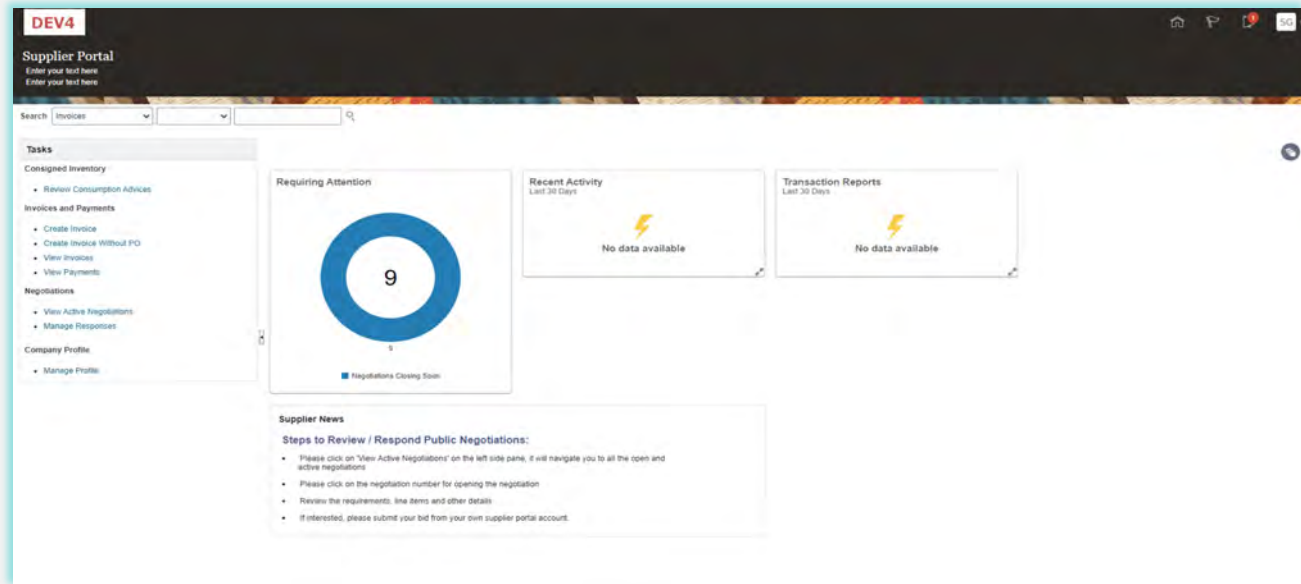 DEV4
1
SG
Supplier Portal
Enter your text here
Enter your text here
Search Invoices
Tasks
Consigned Inventory
• Review Consumption Advices
Invoices and Payments
• Create Invoice
• Create Invoice Without PO
• View Invoices
• View Payments
Negotiations
• View Active Negotiations
• Manage Responses
Company Profile
• Manage Profile
Requiring Attention
9
9
Negotiations Closing Soon
Recent Activity
Last 30 Days
No data available
Transaction Reports
Last 30 Days
No data available
Supplier News
Steps to Review / Respond Public Negotiations:
• 'Please click on 'View Active Negotiations' on the left side pane, it will navigate you to all the open and
active negotiations
• Please click on the negotiation number for opening the negotiation
• Review the requirements, line items and other details
• If interested, please submit your bid from your own supplier portal account.